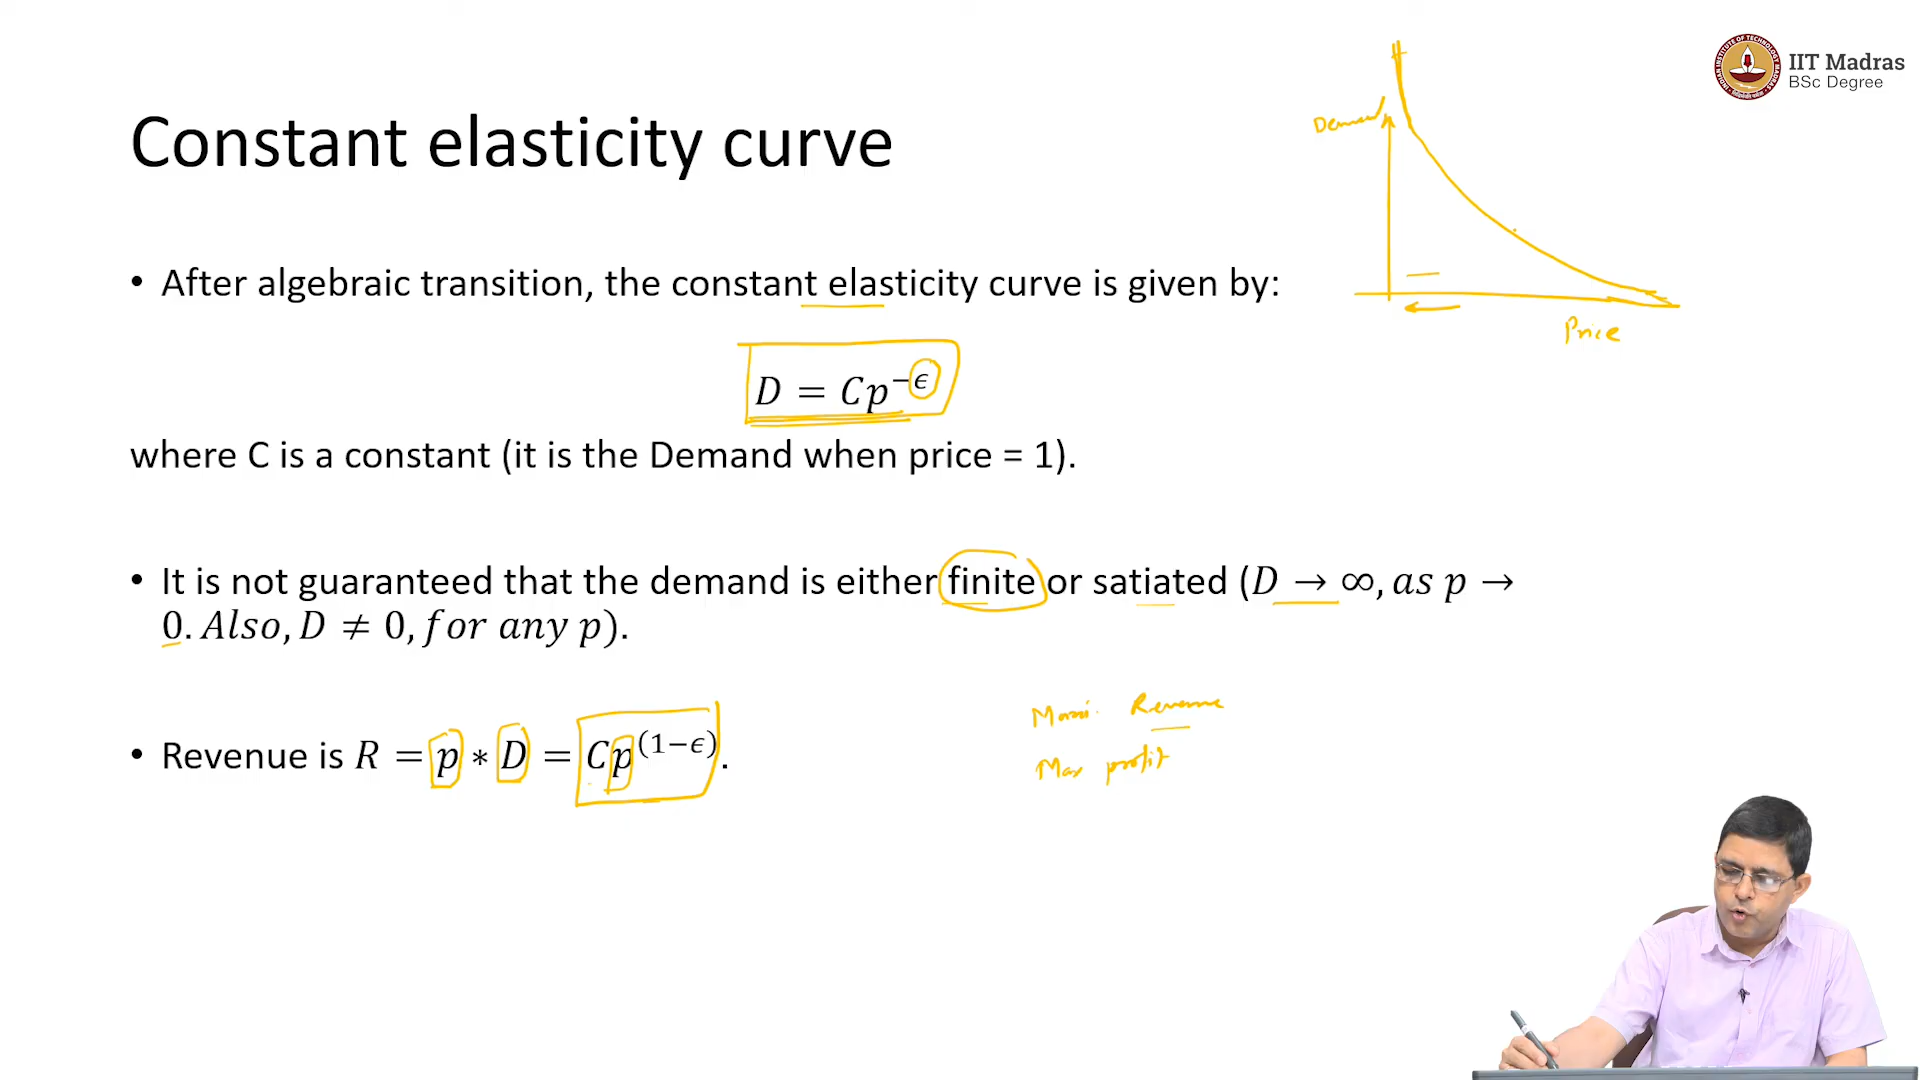 IIT Madras
BSc Degree
Constant elasticity curve
Demand
Price
• After algebraic transition, the constant elasticity curve is given by:
D = Cp^{−ϵ}
where C is a constant (it is the Demand when price = 1).
• It is not guaranteed that the demand is either finite or satiated (D → ∞, as p →
0. Also, D ≠ 0, for any p).
• Revenue is R = p ∗ D = Cp^{(1−ϵ)}.
Maxi. Revenue
Max profit